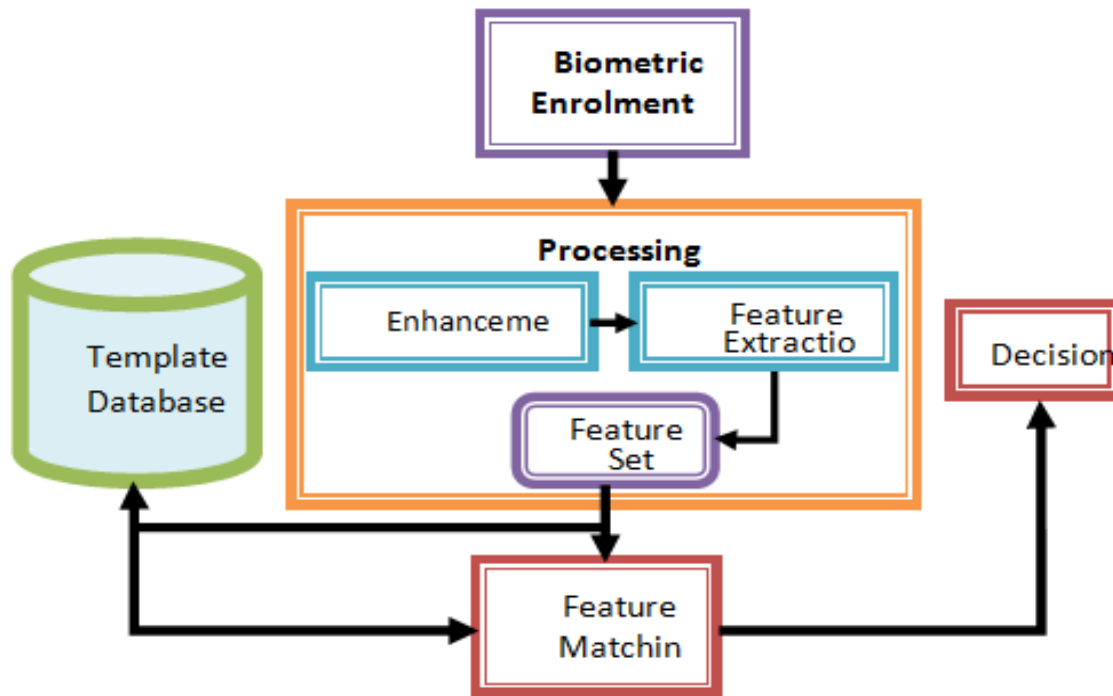 Biometric
Enrolment
Processing
Enhanceme
Feature
Extractio
Template
Database
Decision
Feature
Set
Feature
Matchin